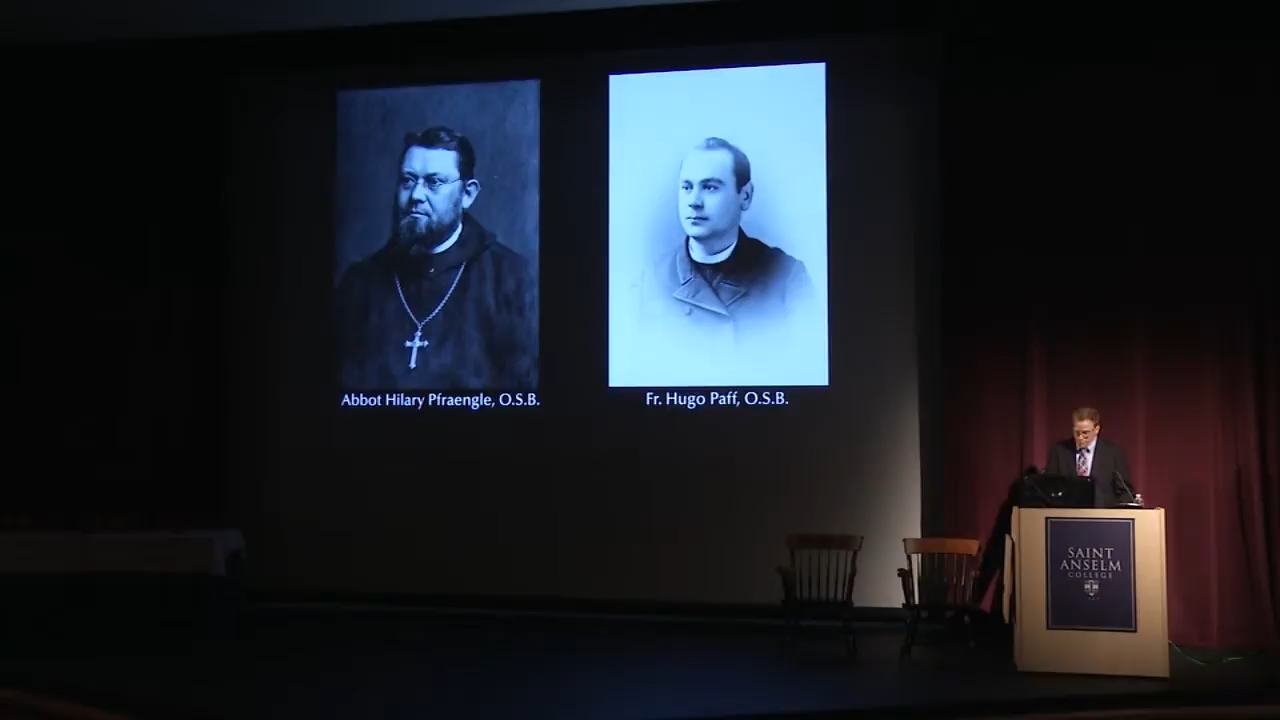 Abbot Hilary Pfraengle, O.S.B.
Fr. Hugo Paff, O.S.B.
SAINT
ANSELM
COLLEGE